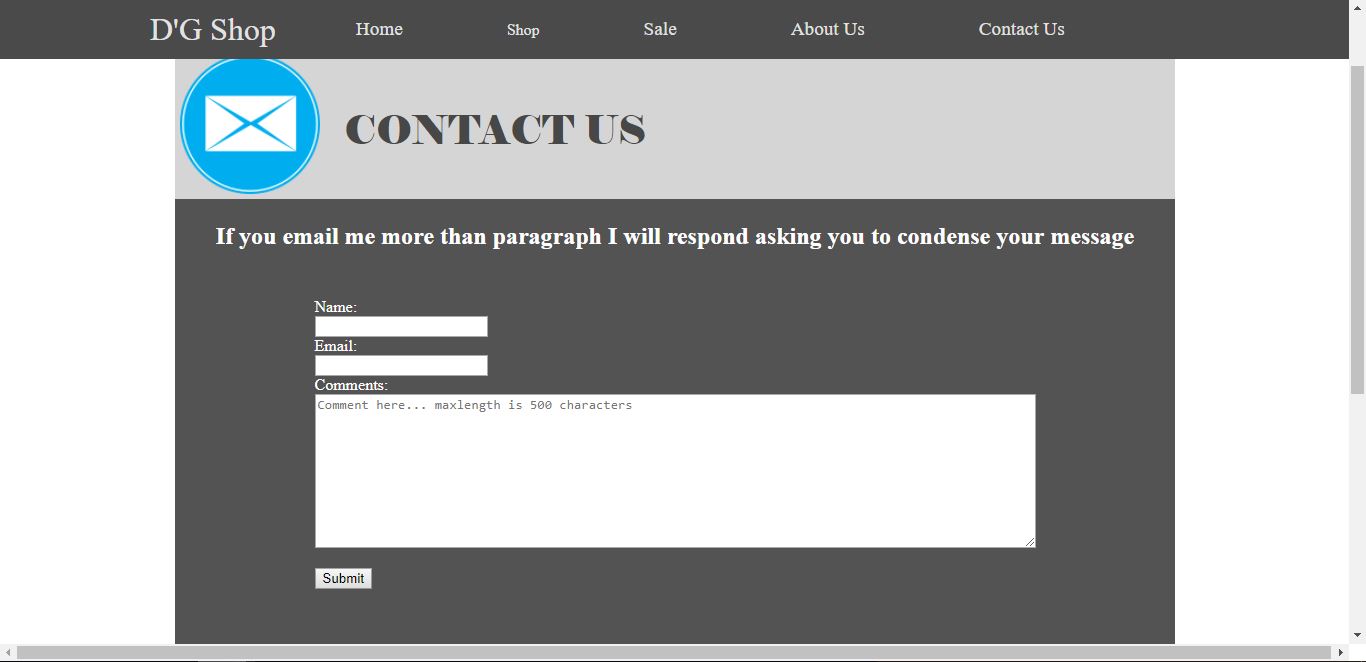 D'G Shop Home Shop Sale About Us Contact Us
CONTACT US
If you email me more than paragraph I will respond asking you to condense your message
Name:
Email:
Comments:
Comment here... maxlength is 500 characters
Submit